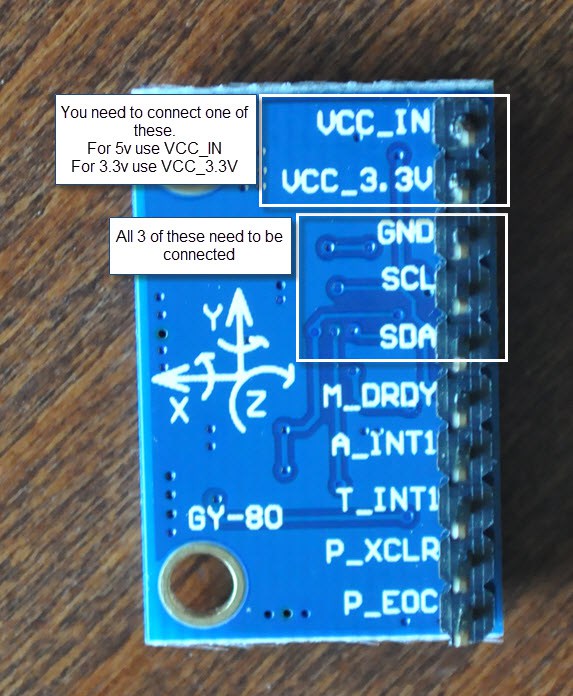 You need to connect one of
these.
For 5v use VCC_IN
For 3.3v use VCC_3.3V
VCC_IN
VCC_3.3V
All 3 of these need to be
connected
GND
SCL
SDA
Y
X
Z
M_DRDY
A_INT1
T_INT1
GY-80
P_XCLR
P_EOC